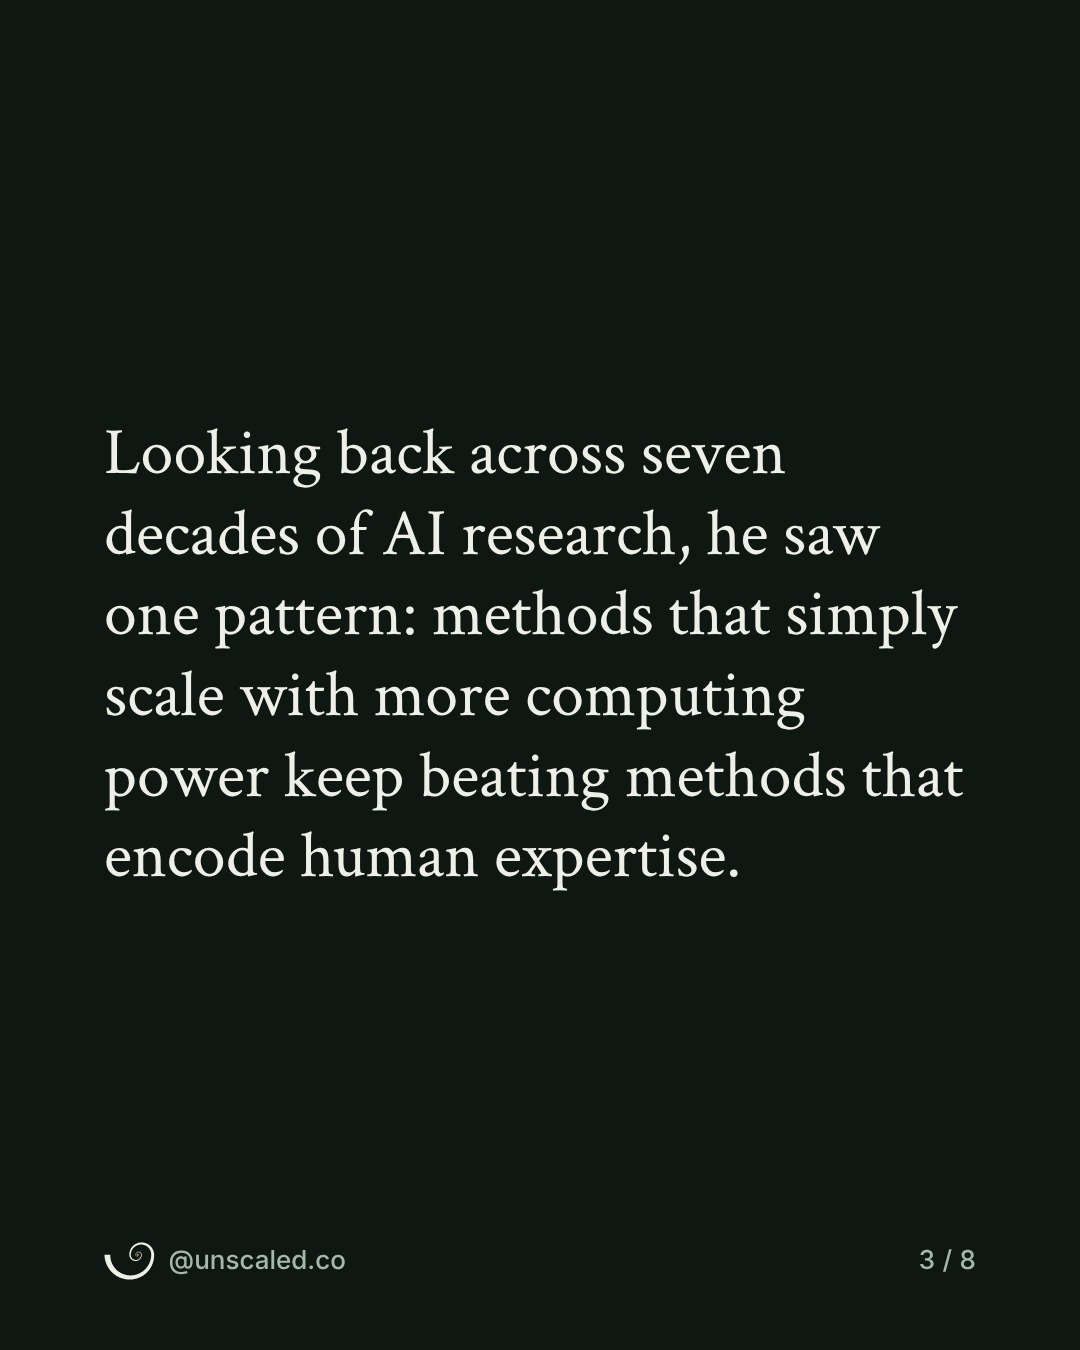 Looking back across seven
decades of AI research, he saw
one pattern: methods that simply
scale with more computing
power keep beating methods that
encode human expertise.
@unscaled.co
3 / 8